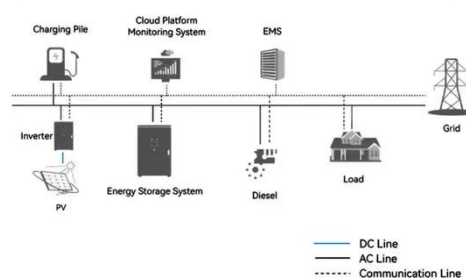 Charging Pile
Cloud Platform
Monitoring System
EMS
Grid
Inverter
PV
Energy Storage System
Diesel
Load
DC Line
AC Line
Communication Line